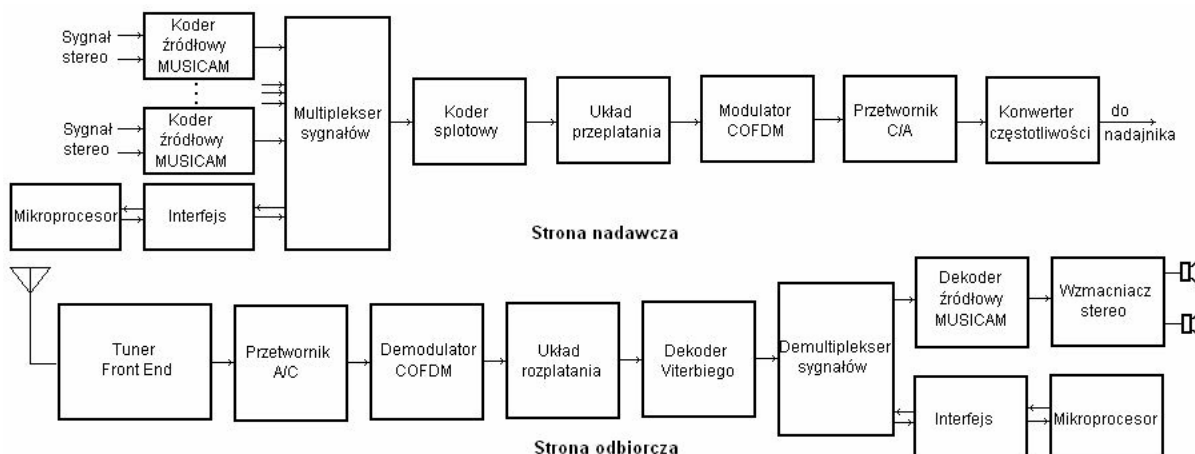 Sygnał
stereo
Koder
źródłowy
MUSICAM
Sygnał
stereo
Koder
źródłowy
MUSICAM
Mikroprocesor
Interfejs
Multiplekser
sygnałów
Koder
splotowy
Układ
przeplatania
Modulator
COFDM
Przetwornik
C/A
Konwerter
częstotliwości
do
nadajnika
Strona nadawcza
Tuner
Front End
Przetwornik
A/C
Demodulator
COFDM
Układ
rozplatania
Dekoder
Viterbiego
Demultiplekser
sygnałów
Dekoder
źródłowy
MUSICAM
Wzmacniacz
stereo
Interfejs
Mikroprocesor
Strona odbiorcza